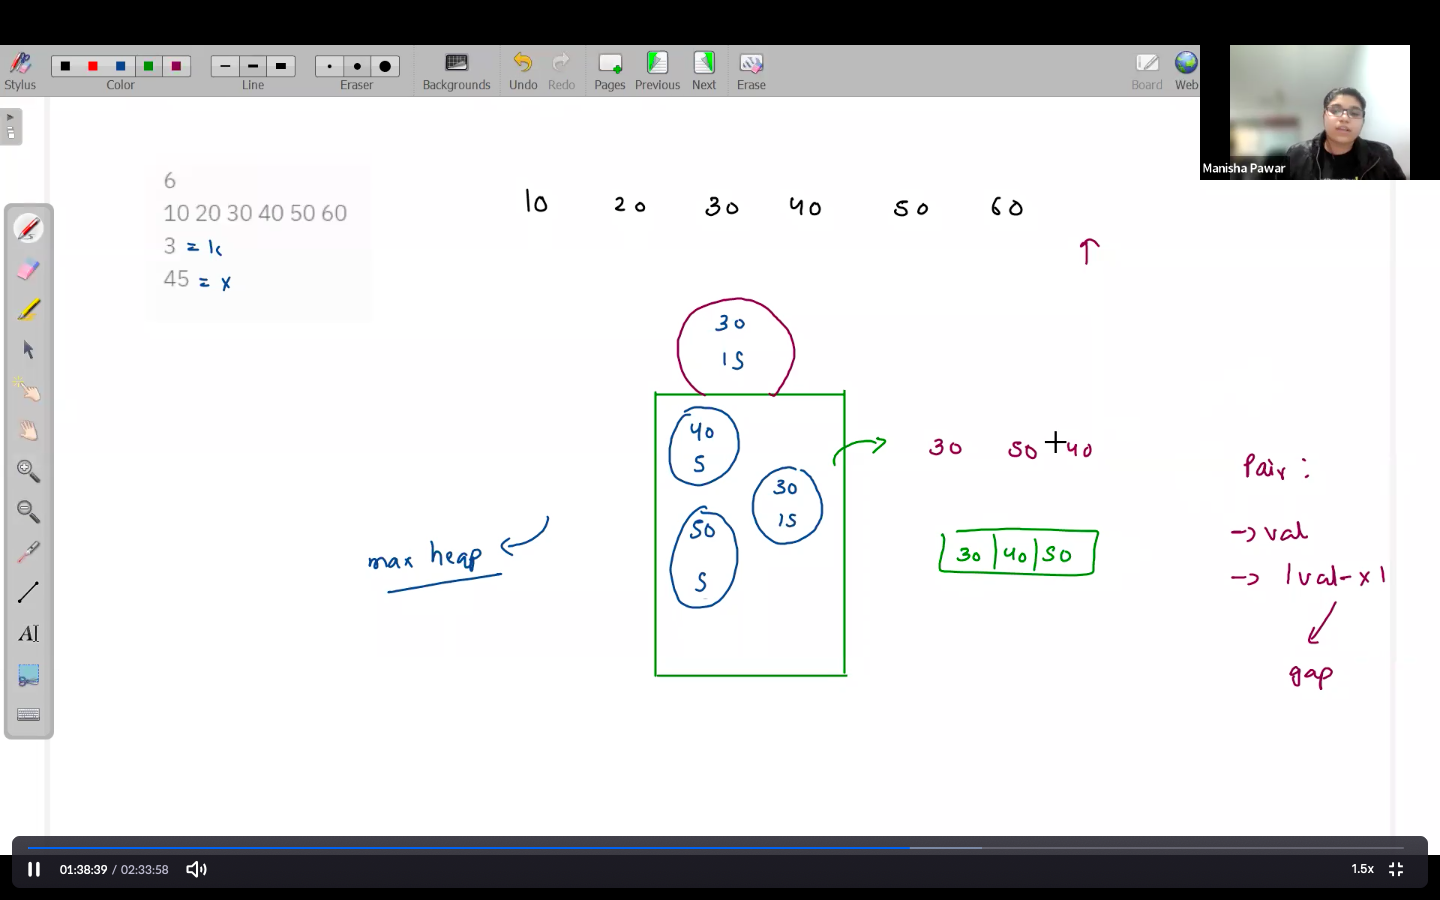 Stylus
Color
Line
Eraser
Backgrounds
Undo
Redo
Pages
Previous
Next
Erase
Board
Web
Manisha Pawar
6
10 20 30 40 50 60
3 = k
45 = x
10 20 30 40 50 60
30
15
40
5
30
15
50
5
max heap
30 50 40
30 | 40 | 50
Pair :
→ val
→ |val-x|
gap
AI
01:38:39 / 02:33:58
1.5x